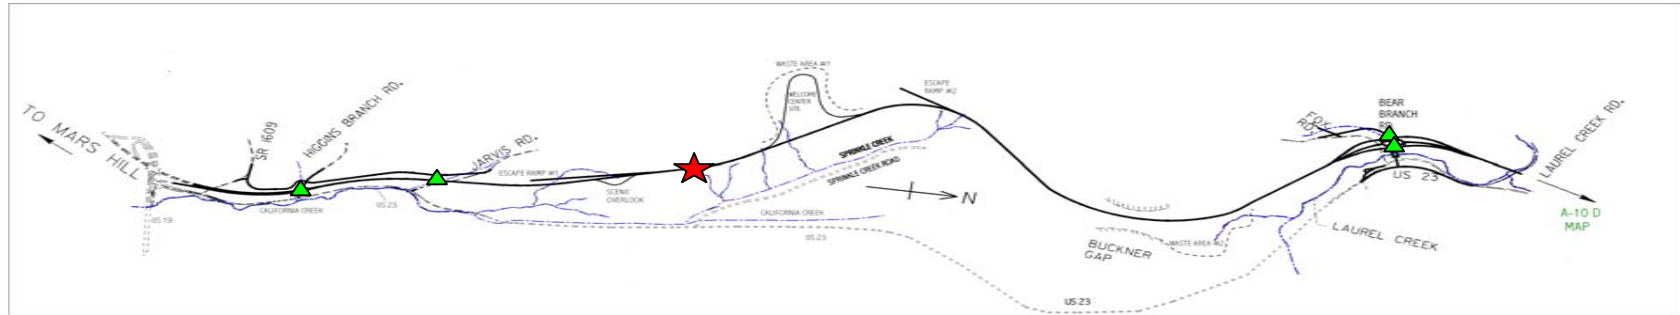 TO MARS HILL
SR 1609
HIGGINS BRANCH RD.
JARVIS RD.
US 19
CALIFORNIA CREEK
US 23
ESCAPE RAMP #1
SCENIC
OVERLOOK
WASTE AREA #1
WELCOME
CENTER
SITE
ESCAPE
RAMP #2
SPRINKLE CREEK
SPRINKLE CREEK ROAD
N
CALIFORNIA CREEK
US 23
BUCKNER
GAP
WASTE AREA #2
US 23
FOX
RD.
BEAR
BRANCH
RD.
US 23
LAUREL CREEK
LAUREL CREEK RD.
A-10 D
MAP